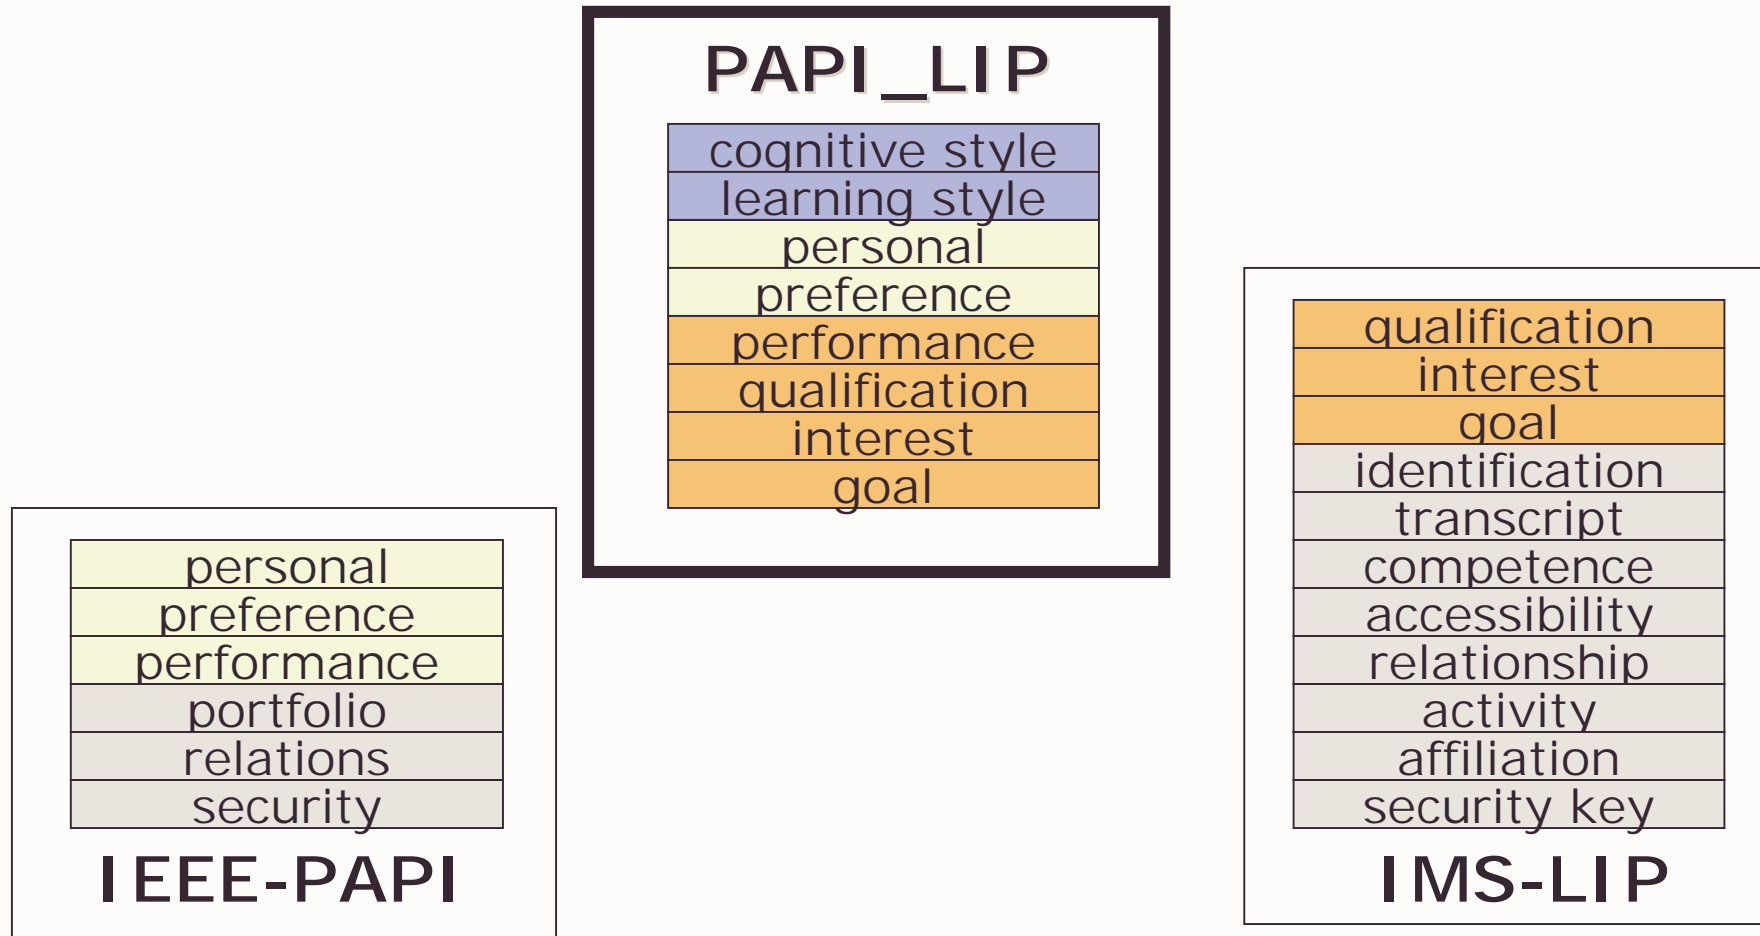 PAPI_LIP
cognitive style
learning style
personal
preference
performance
qualification
interest
goal
personal
preference
performance
portfolio
relations
security
IEEE-PAPI
qualification
interest
goal
identification
transcript
competence
accessibility
relationship
activity
affiliation
security key
IMS-LIP